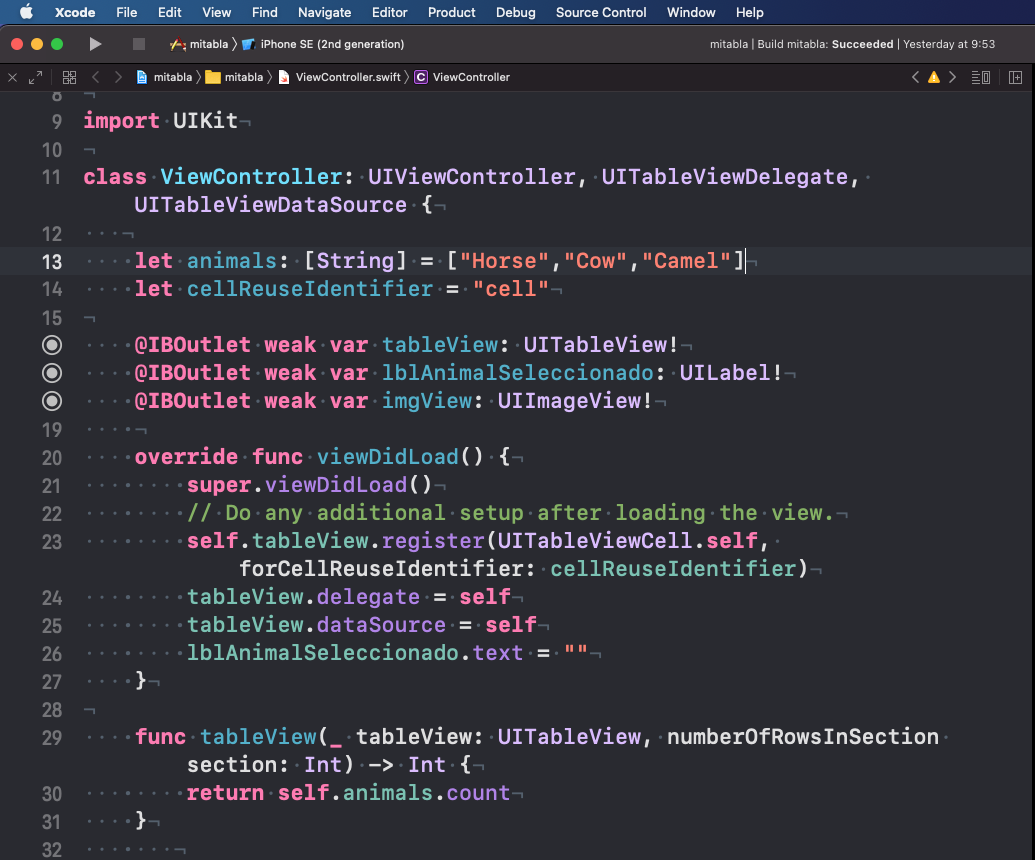 Xcode File Edit View Find Navigate Editor Product Debug Source Control Window Help
mitabla › iPhone SE (2nd generation) mitabla | Build mitabla: Succeeded | Yesterday at 9:53
mitabla › mitabla › ViewController.swift › C ViewController
8
9 import UIKit
10
11 class ViewController: UIViewController, UITableViewDelegate,
UITableViewDataSource {
12
13 let animals: [String] = ["Horse","Cow","Camel"]
14 let cellReuseIdentifier = "cell"
15
@IBOutlet weak var tableView: UITableView!
@IBOutlet weak var lblAnimalSeleccionado: UILabel!
@IBOutlet weak var imgView: UIImageView!
19
20 override func viewDidLoad() {
21 super.viewDidLoad()
22 // Do any additional setup after loading the view.
23 self.tableView.register(UITableViewCell.self,
forCellReuseIdentifier: cellReuseIdentifier)
24 tableView.delegate = self
25 tableView.dataSource = self
26 lblAnimalSeleccionado.text = ""
27 }
28
29 func tableView(_ tableView: UITableView, numberOfRowsInSection
section: Int) -> Int {
30 return self.animals.count
31 }
32